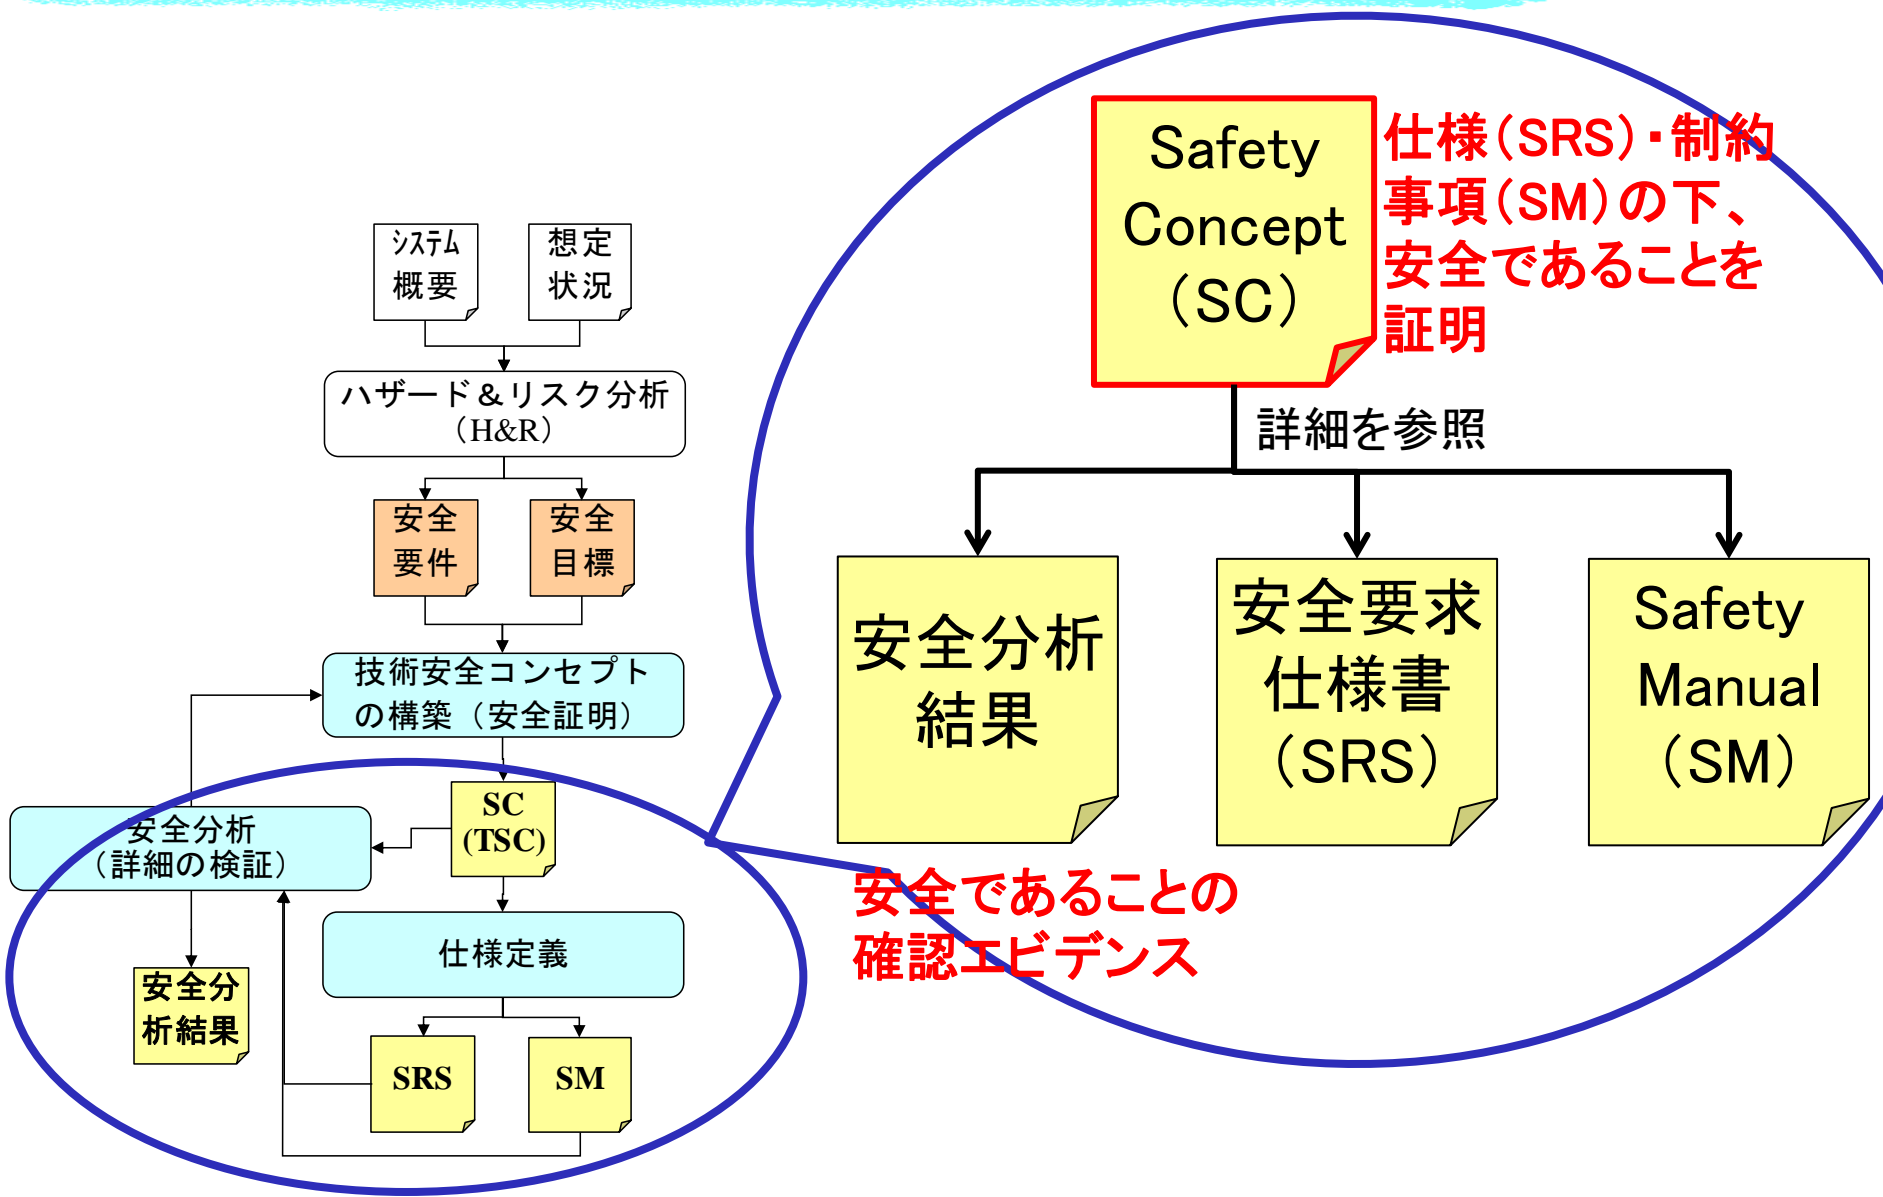 システム
概要
想定
状況
ハザード＆リスク分析
（H&R）
安全
要件
安全
目標
技術安全コンセプト
の構築（安全証明）
SC
(TSC)
安全分析
（詳細の検証）
仕様定義
安全分
析結果
SRS
SM
Safety
Concept
（SC）
仕様（SRS）・制約
事項（SM）の下、
安全であることを
証明
詳細を参照
安全分析
結果
安全要求
仕様書
（SRS）
Safety
Manual
（SM）
安全であることの
確認エビデンス